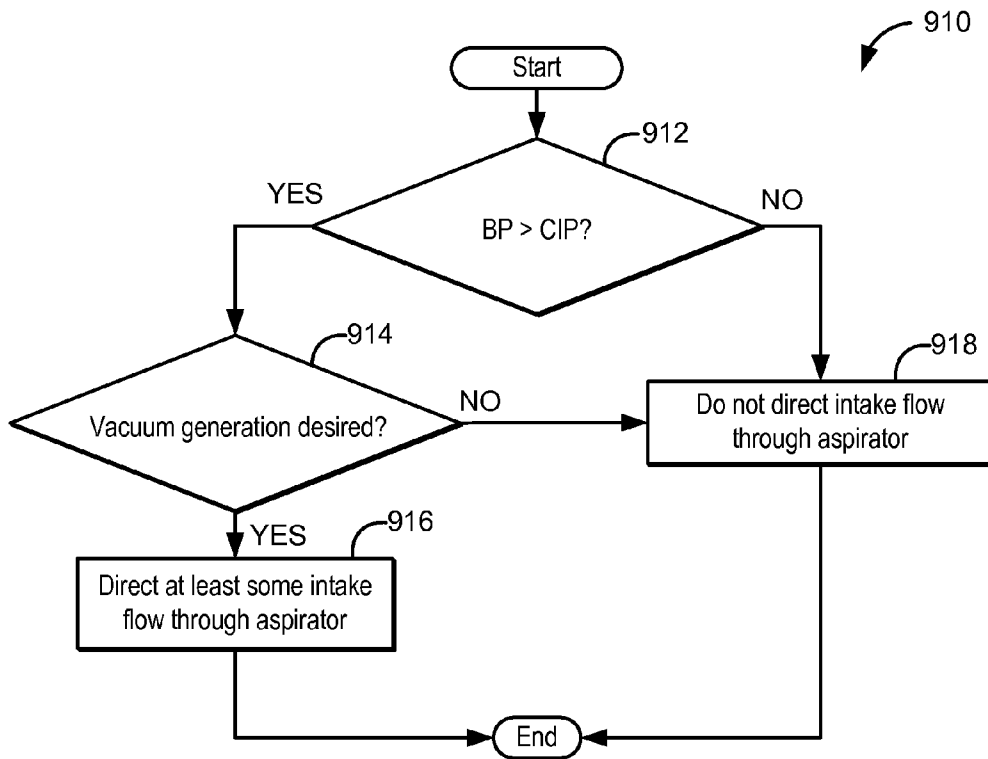 910
Start
912
YES
NO
BP > CIP?
914
918
Vacuum generation desired?
NO
Do not direct intake flow
through aspirator
YES
916
Direct at least some intake
flow through aspirator
End